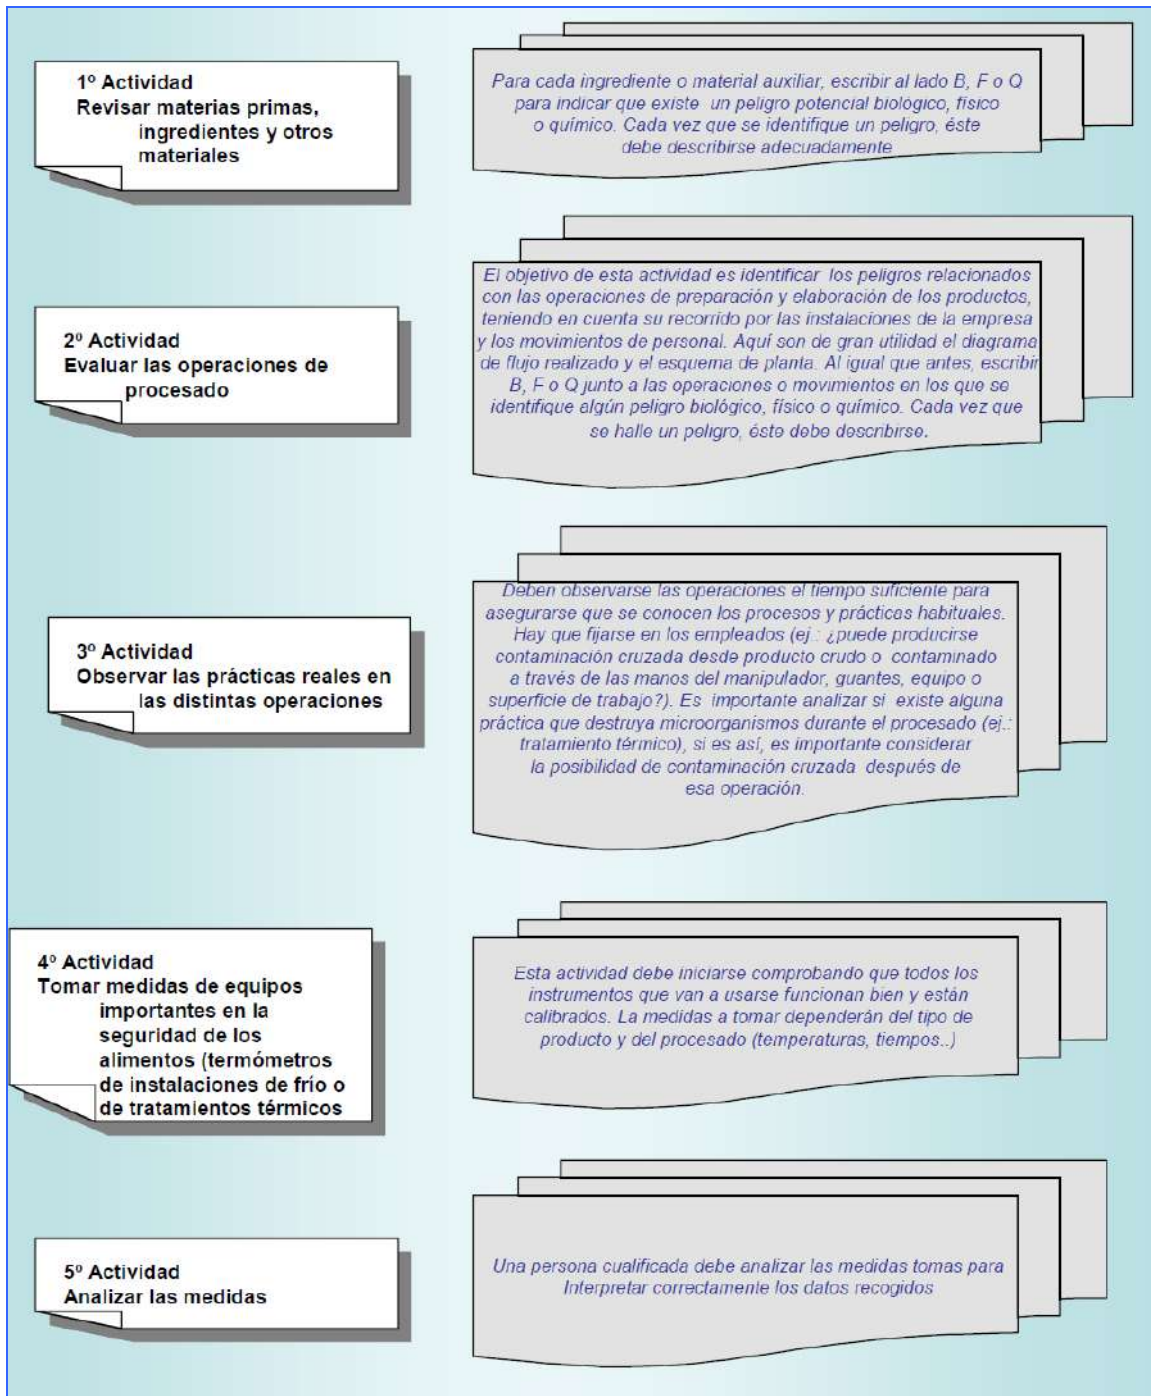 1º Actividad
Revisar materias primas,
ingredientes y otros
materiales
Para cada ingrediente o material auxiliar, escribir al lado B, F o Q
para indicar que existe un peligro potencial biológico, físico
o químico. Cada vez que se identifique un peligro, éste
debe describirse adecuadamente
2º Actividad
Evaluar las operaciones de
procesado
El objetivo de esta actividad es identificar los peligros relacionados
con las operaciones de preparación y elaboración de los productos,
teniendo en cuenta su recorrido por las instalaciones de la empresa
y los movimientos de personal. Aquí son de gran utilidad el diagrama
de flujo realizado y el esquema de planta. Al igual que antes, escribir
B, F o Q junto a las operaciones o movimientos en los que se
identifique algún peligro biológico, físico o químico. Cada vez que
se halle un peligro, éste debe describirse.
3º Actividad
Observar las prácticas reales en
las distintas operaciones
Deben observarse las operaciones el tiempo suficiente para
asegurarse que se conocen los procesos y prácticas habituales.
Hay que fijarse en los empleados (ej.: ¿puede producirse
contaminación cruzada desde producto crudo o contaminado
a través de las manos del manipulador, guantes, equipo o
superficie de trabajo?). Es importante analizar si existe alguna
práctica que destruya microorganismos durante el procesado (ej.:
tratamiento térmico), si es así, es importante considerar
la posibilidad de contaminación cruzada después de
esa operación.
4º Actividad
Tomar medidas de equipos
importantes en la
seguridad de los
alimentos (termómetros
de instalaciones de frío o
de tratamientos térmicos
Esta actividad debe iniciarse comprobando que todos los
instrumentos que van a usarse funcionan bien y están
calibrados. La medidas a tomar dependerán del tipo de
producto y del procesado (temperaturas, tiempos..)
5º Actividad
Analizar las medidas
Una persona cualificada debe analizar las medidas tomas para
Interpretar correctamente los datos recogidos